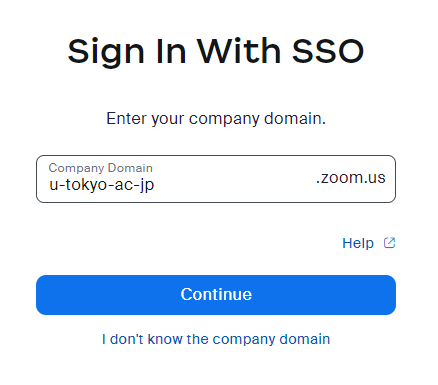 Sign In With SSO
Enter your company domain.
Company Domain
u-tokyo-ac-jp
.zoom.us
Help
Continue
I don't know the company domain